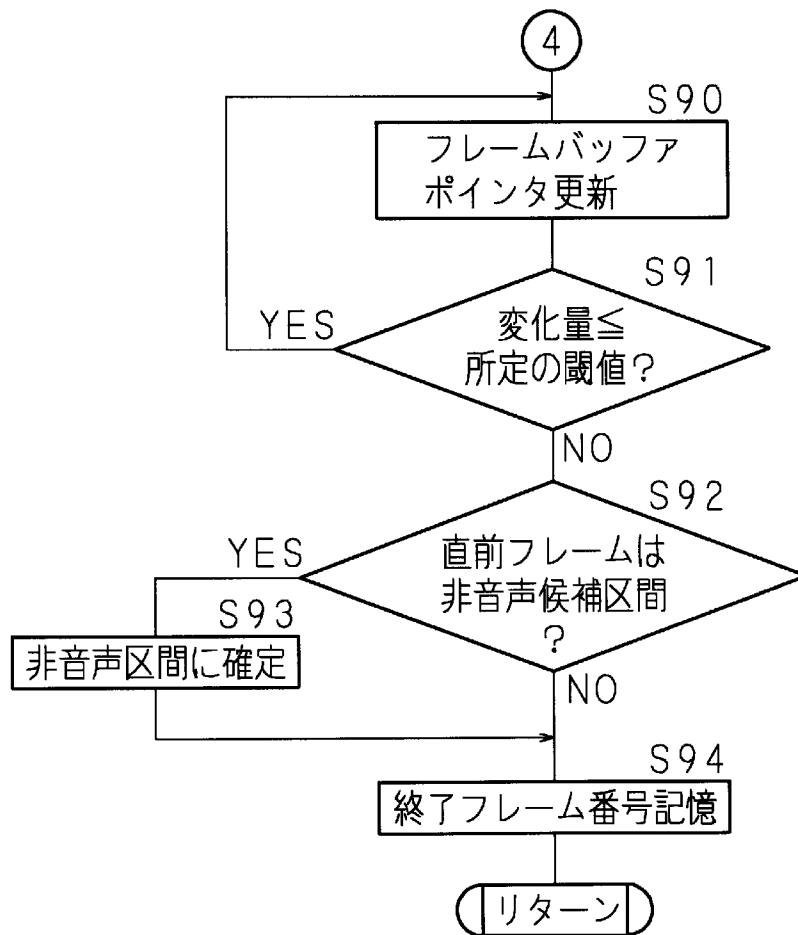 4
S90
フレームバッファ
ポインタ更新
S91
YES
変化量≦
所定の閾値?
NO
S92
YES
直前フレームは
非音声候補区間
?
S93
非音声区間に確定
NO
S94
終了フレーム番号記憶
リターン